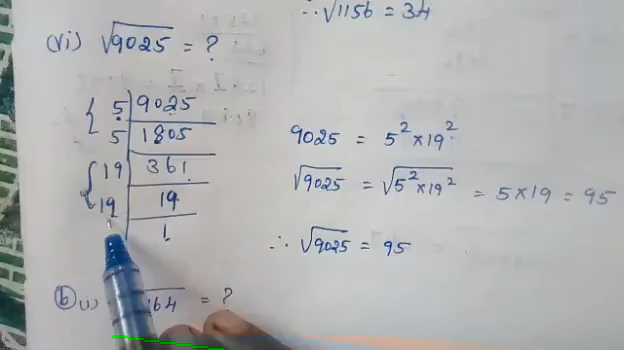 ∴ √1156 = 34
(vi) √9025 = ?
5 | 9025
5 | 1805
19 | 361
19 | 19
1
9025 = 5² × 19²
√9025 = √5² × 19² = 5 × 19 = 95
∴ √9025 = 95
(b) (i) 64 = ?